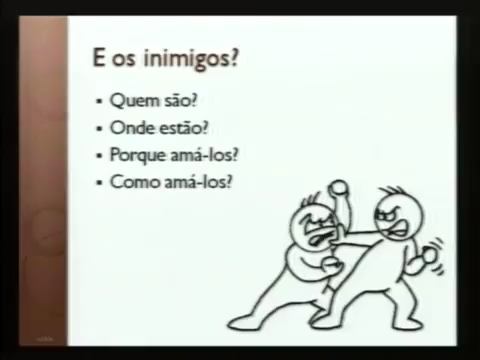 E os inimigos?
▪ Quem são?
▪ Onde estão?
▪ Porque amá-los?
▪ Como amá-los?